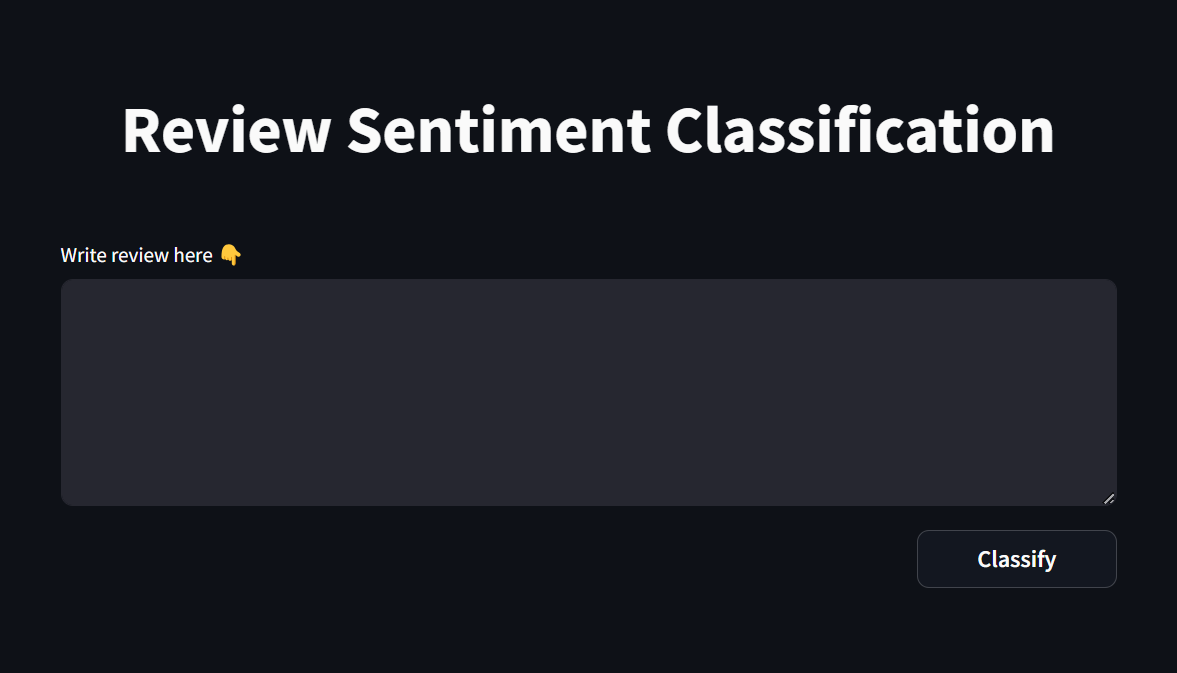 Review Sentiment Classification
Write review here 👇
Classify